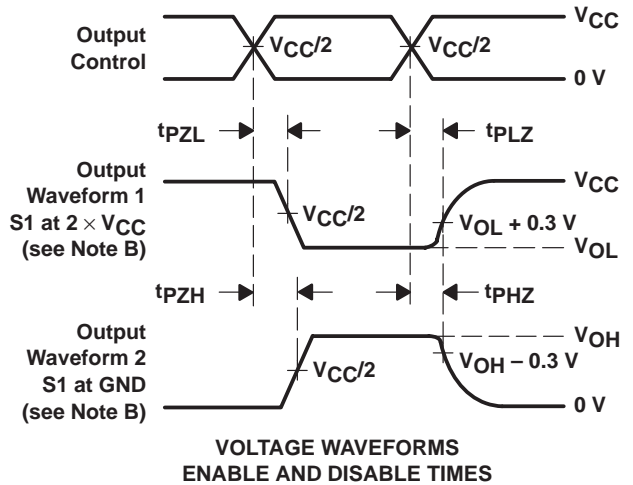 Output
Control
VCC/2
VCC/2
VCC
0 V
tPZL
tPLZ
Output
Waveform 1
S1 at 2 × VCC
(see Note B)
VCC/2
VCC
VOL + 0.3 V
VOL
tPZH
tPHZ
Output
Waveform 2
S1 at GND
(see Note B)
VCC/2
VOH
VOH – 0.3 V
0 V
VOLTAGE WAVEFORMS
ENABLE AND DISABLE TIMES